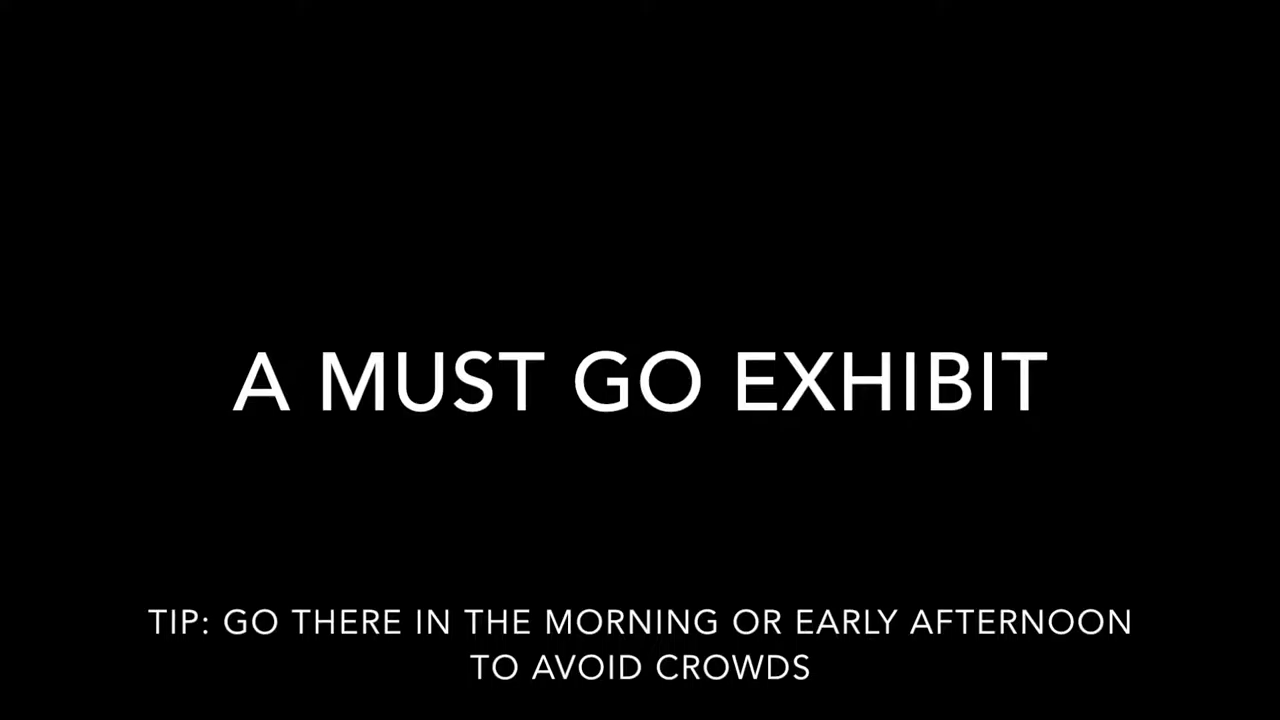 A MUST GO EXHIBIT
TIP: GO THERE IN THE MORNING OR EARLY AFTERNOON
TO AVOID CROWDS